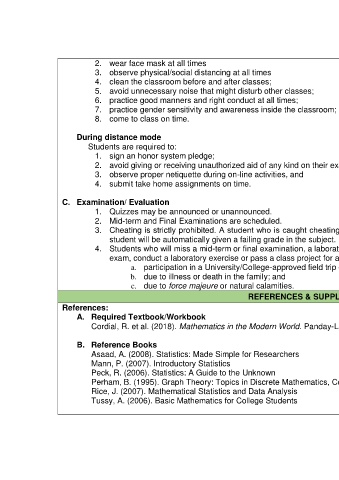 2. wear face mask at all times
3. observe physical/social distancing at all times
4. clean the classroom before and after classes;
5. avoid unnecessary noise that might disturb other classes;
6. practice good manners and right conduct at all times;
7. practice gender sensitivity and awareness inside the classroom;
8. come to class on time.
During distance mode
Students are required to:
1. sign an honor system pledge;
2. avoid giving or receiving unauthorized aid of any kind on their
3. observe proper netiquette during on-line activities, and
4. submit take home assignments on time.
C. Examination/ Evaluation
1. Quizzes may be announced or unannounced.
2. Mid-term and Final Examinations are scheduled.
3. Cheating is strictly prohibited. A student who is caught cheating
student will be automatically given a failing grade in the subject.
4. Students who will miss a mid-term or final examination, a
exam, conduct a laboratory exercise or pass a class project for a
a. participation in a University/College-approved field trip
b. due to illness or death in the family; and
c. due to force majeure or natural calamities.
REFERENCES &
References:
A. Required Textbook/Workbook
Cordial, R. et al. (2018). Mathematics in the Modern World.
B. Reference Books
Asaad, A. (2008). Statistics: Made Simple for Researchers
Mann, P. (2007). Introductory Statistics
Peck, R. (2006). Statistics: A Guide to the Unknown
Perham, B. (1995). Graph Theory: Topics in Discrete Mathematics,
Rice, J. (2007). Mathematical Statistics and Data Analysis
Tussy, A. (2006). Basic Mathematics for College Students